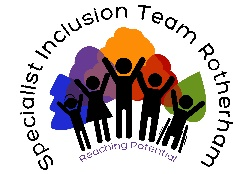 Specialist Inclusion Team Rotherham
Reaching Potential